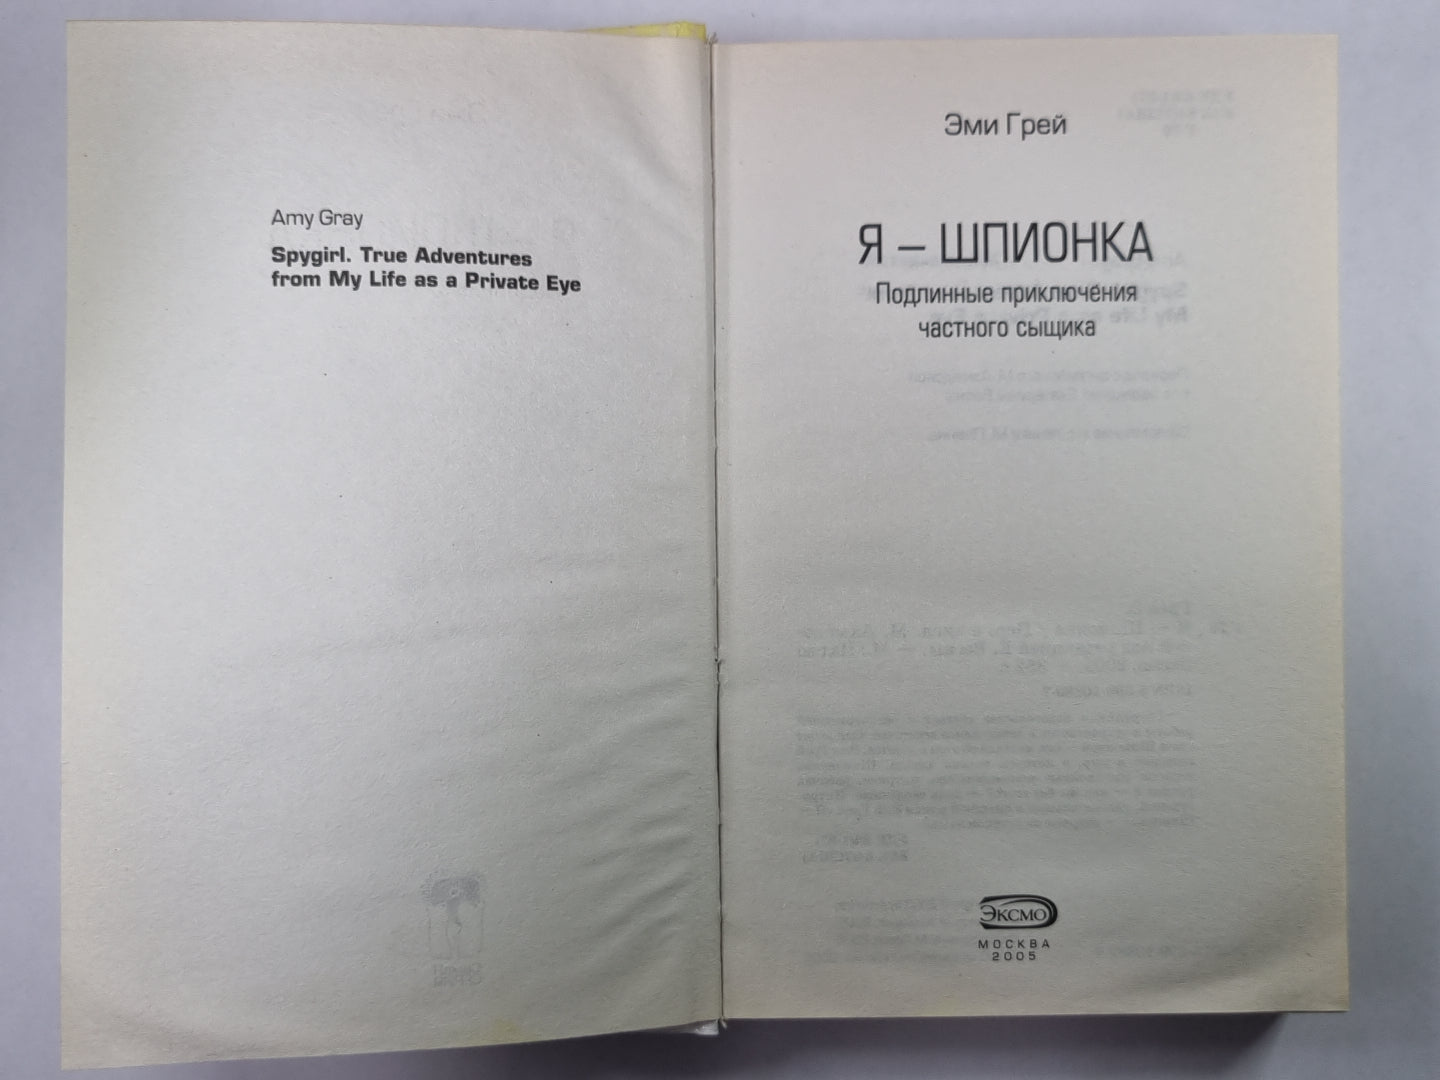 Amy Gray
Spygirl. True Adventures
from My Life as a Private Eye
Эми Грей
Я – ШПИОНКА
Подлинные приключения
частного сыщика
ЭКСМО
МОСКВА
2005